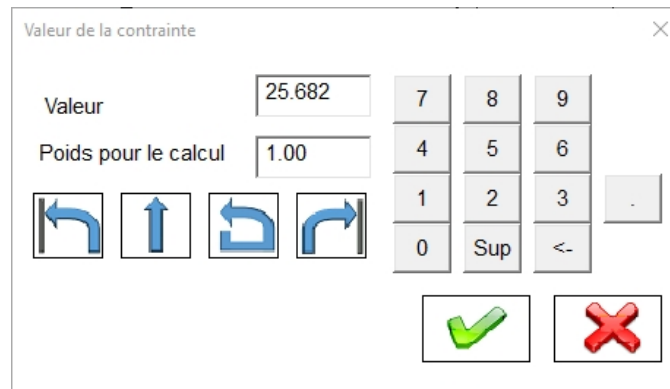 Valeur de la contrainte
Valeur 25.682
Poids pour le calcul 1.00
7 8 9
4 5 6
1 2 3 .
0 Sup <-